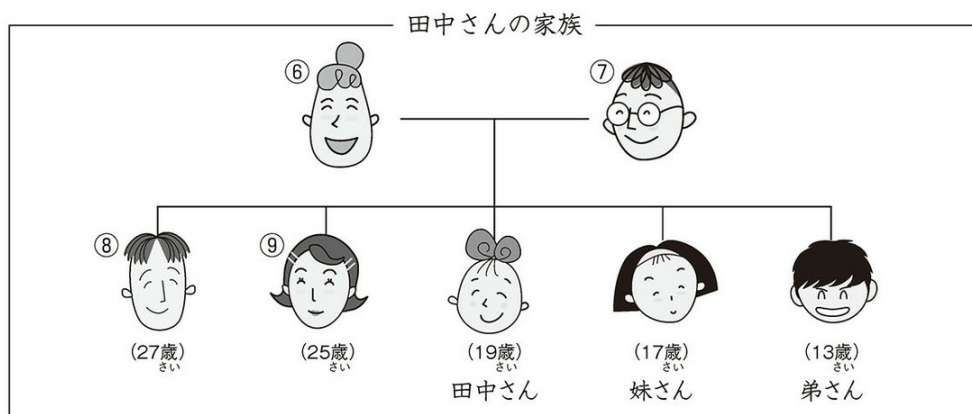 田中さんの家族
⑥ ⑦
⑧ ⑨
(27歳) (25歳) (19歳) (17歳) (13歳)
さい さい さい さい さい
田中さん 妹さん 弟さん